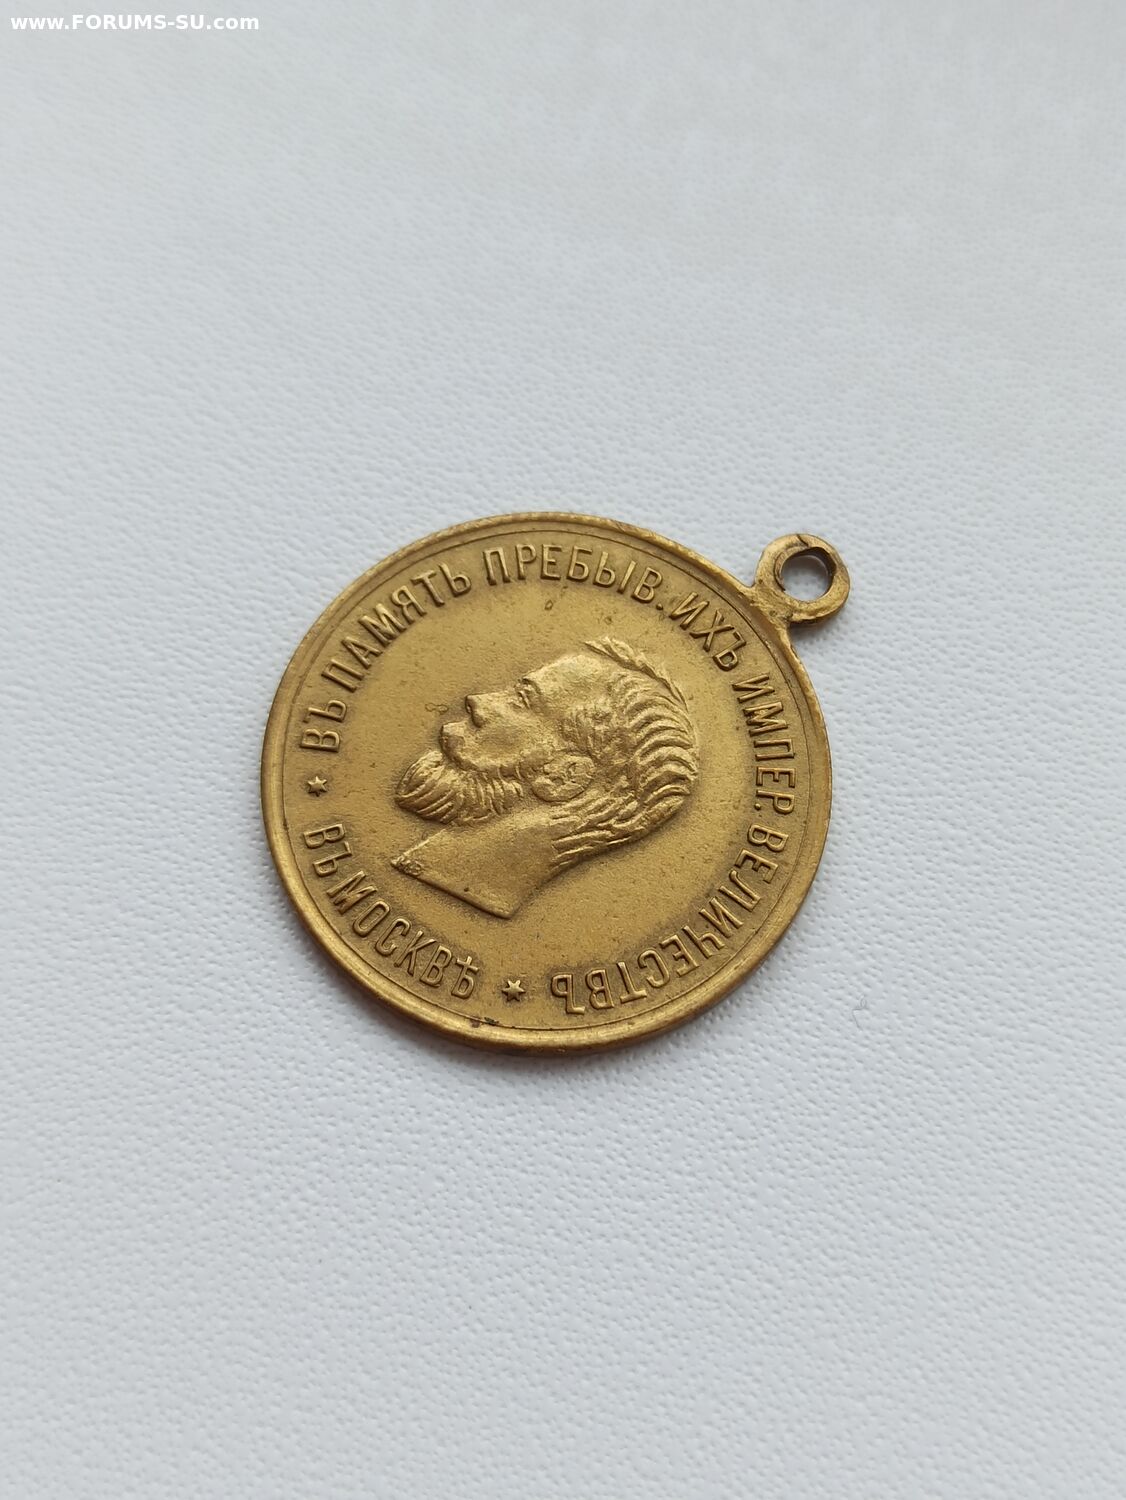 www.FORUMS-SU.com
ВЪ ПАМЯТЬ ПРЕБЫВ. ИХЪ ИМПЕР. ВЕЛИЧЕСТВЪ
★ ВЪ МОСКВѢ ★